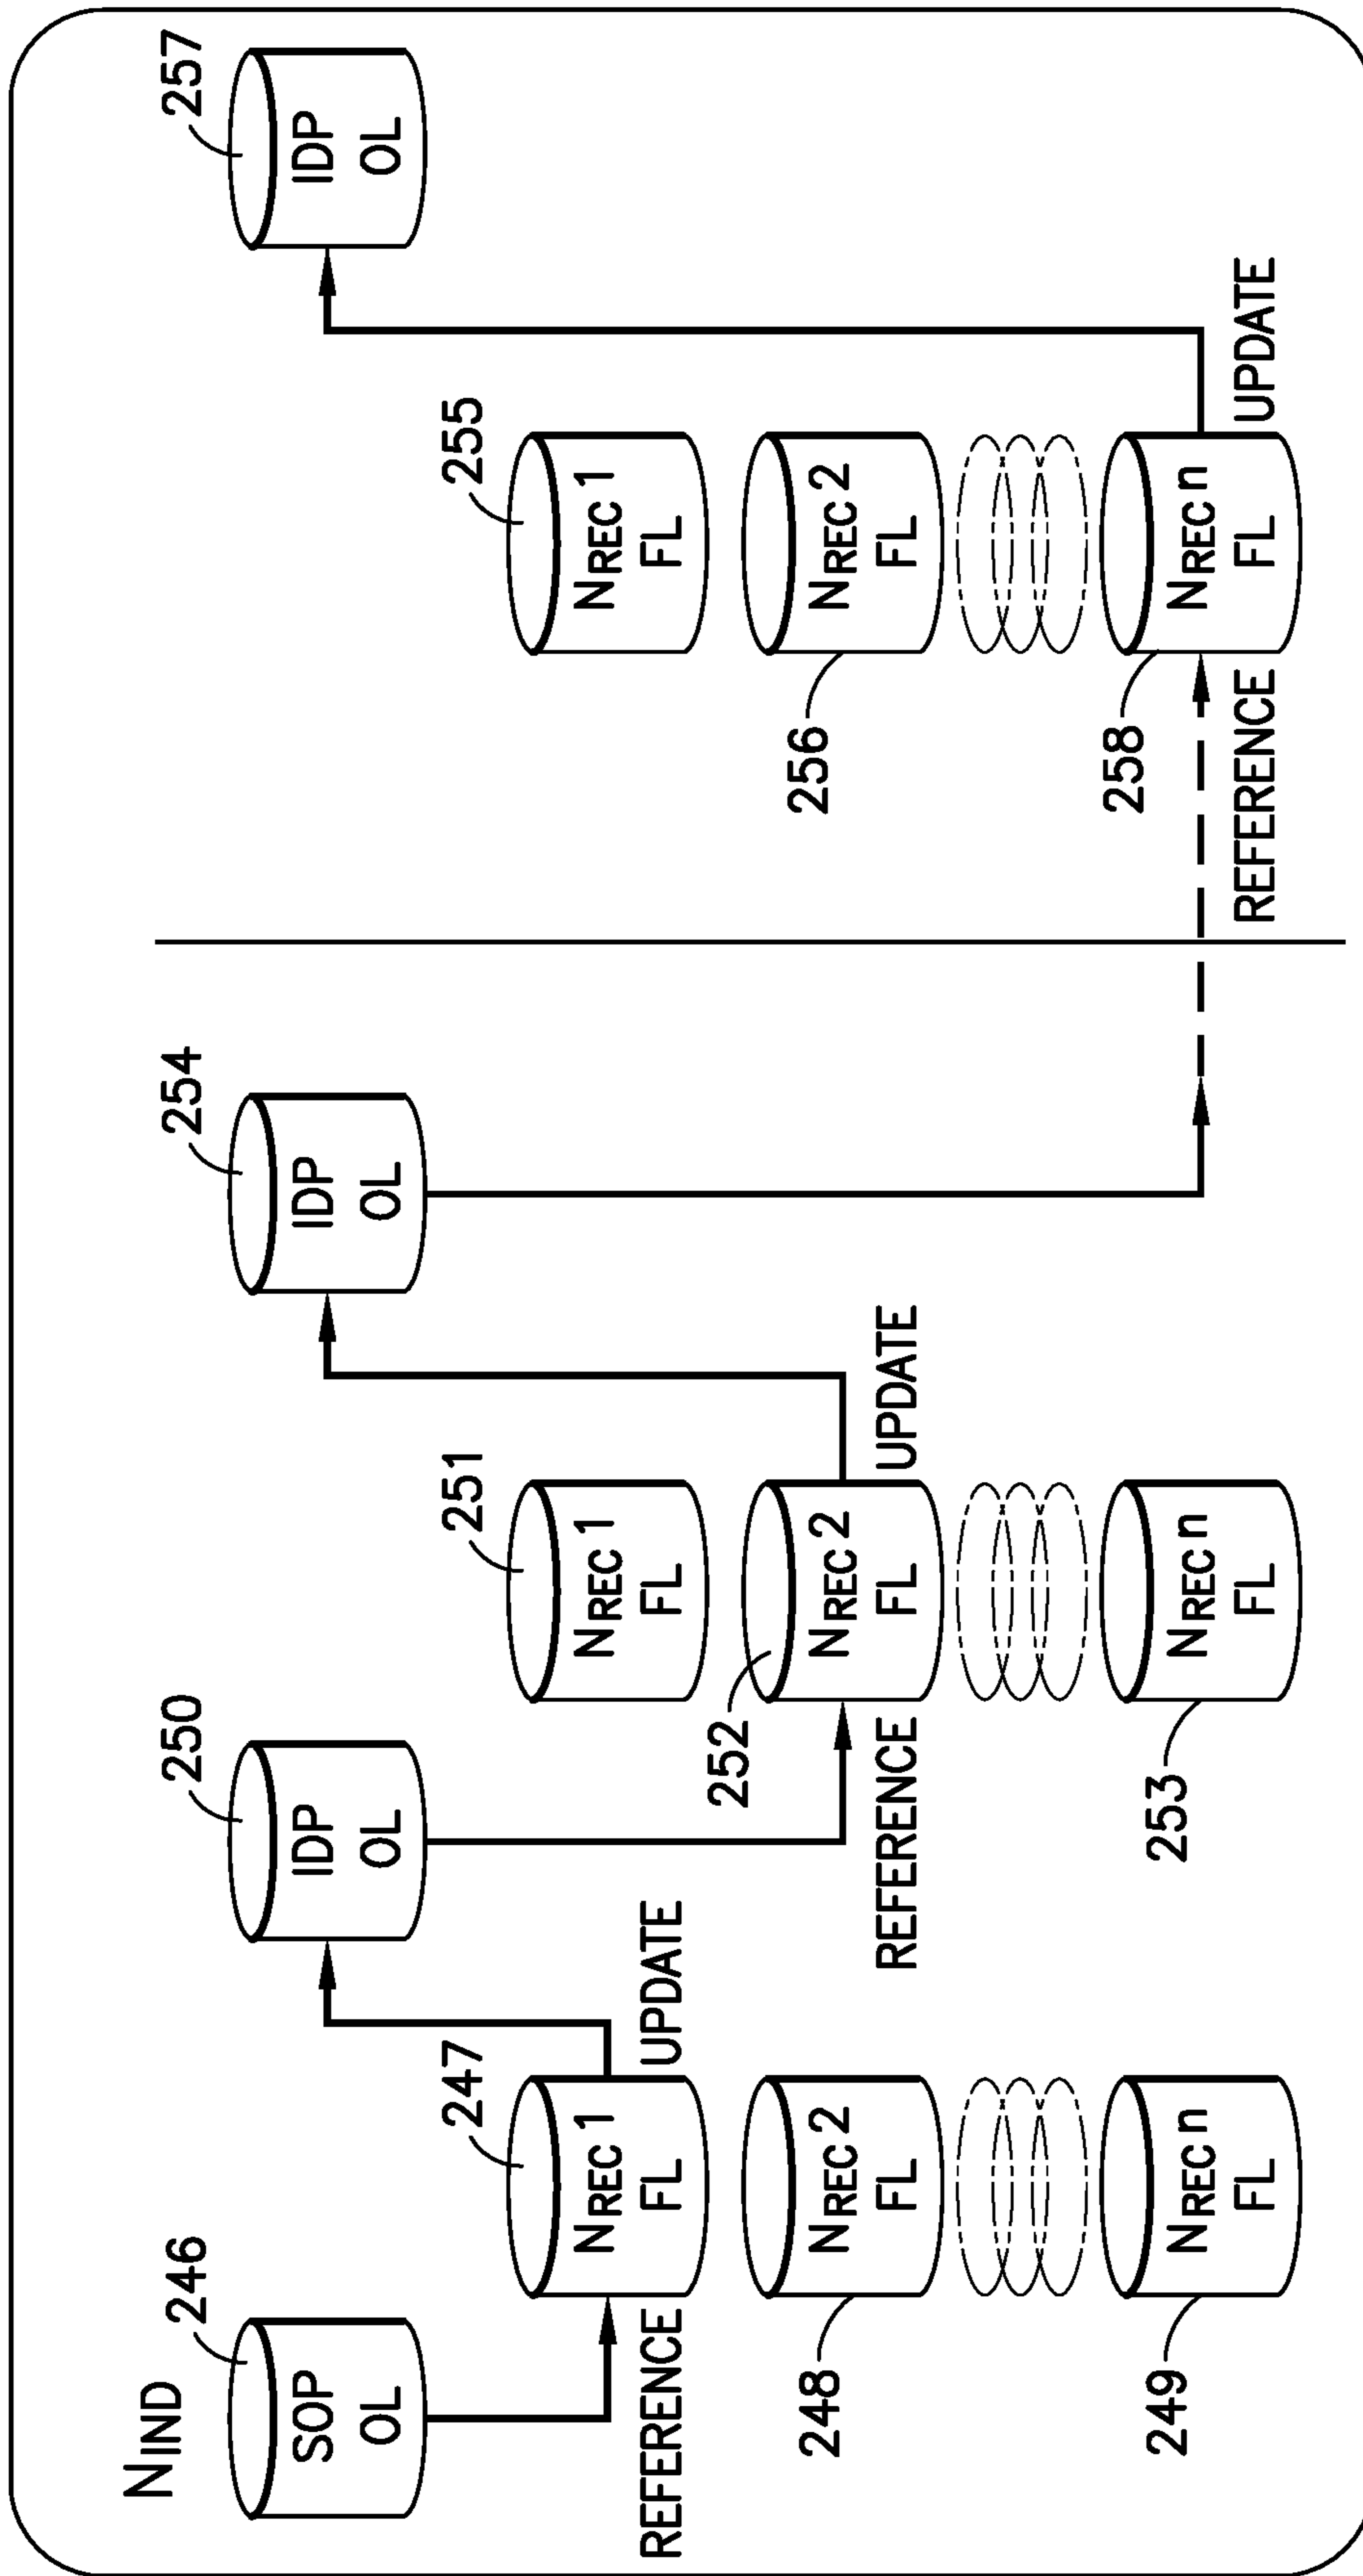 NIND
246
SOP
OL
REFERENCE
247
NREC 1
FL
UPDATE
248
NREC 2
FL
249
NREC n
FL
250
IDP
OL
REFERENCE
251
NREC 1
FL
252
NREC 2
FL
UPDATE
253
NREC n
FL
254
IDP
OL
REFERENCE
255
NREC 1
FL
256
NREC 2
FL
258
NREC n
FL
UPDATE
257
IDP
OL